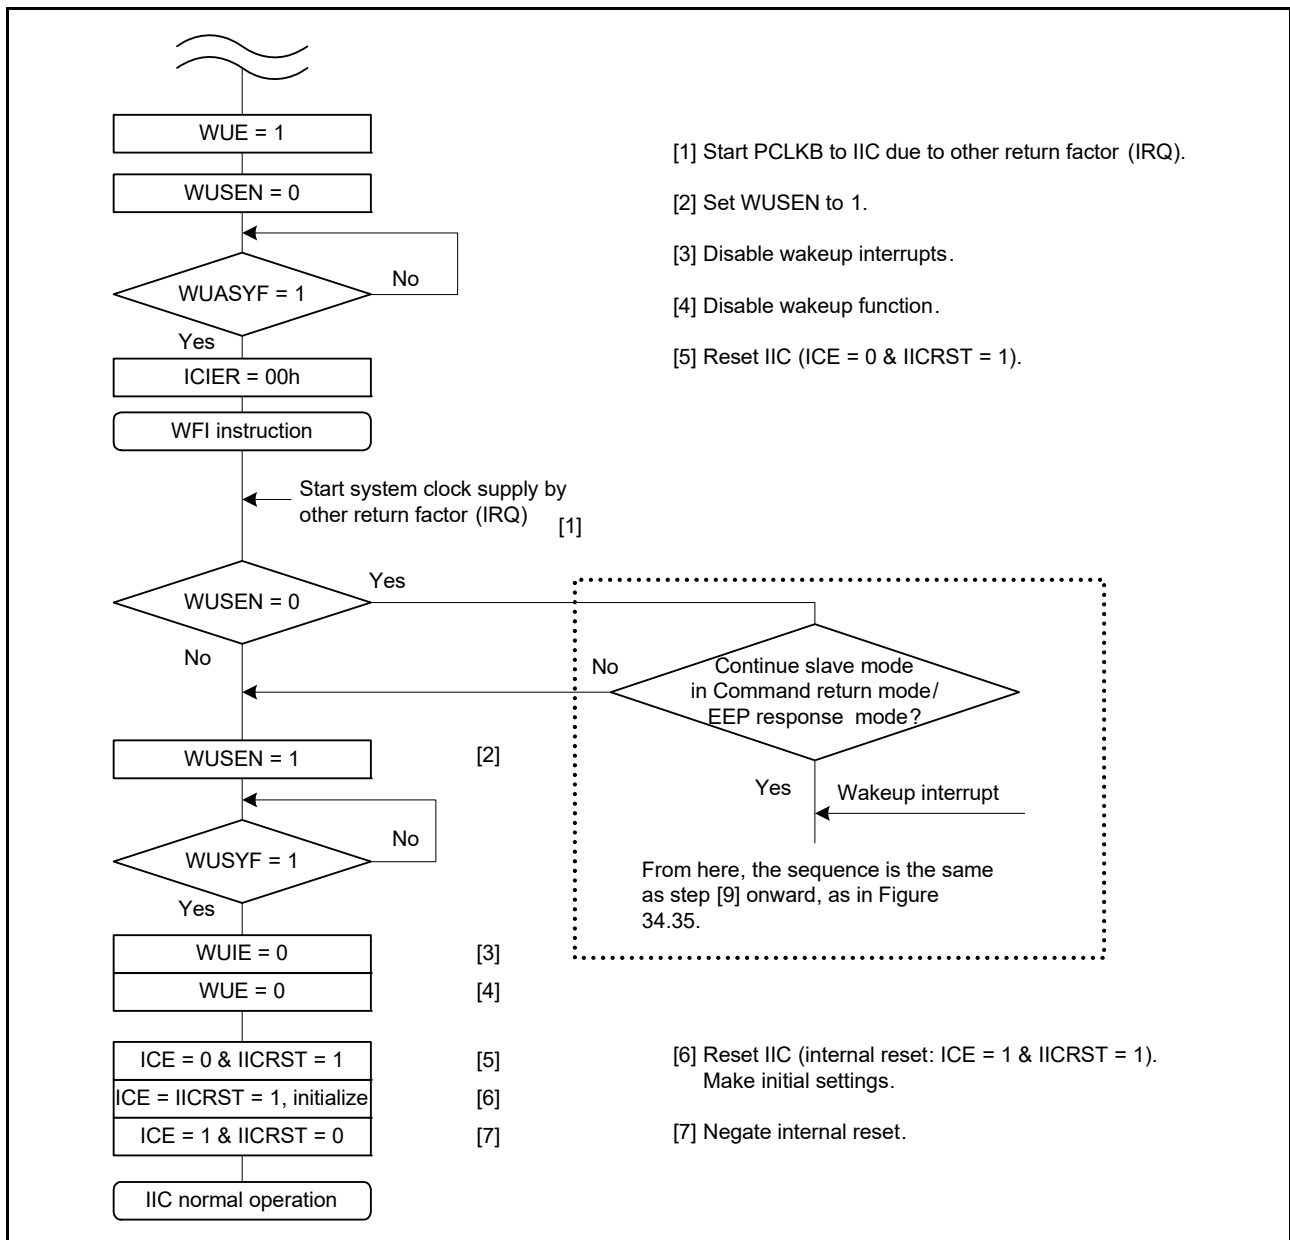 WUE = 1
[1] Start PCLKB to IIC due to other return factor (IRQ).
WUSEN = 0
[2] Set WUSEN to 1.
[3] Disable wakeup interrupts.
No
WUASYF = 1
[4] Disable wakeup function.
Yes
[5] Reset IIC (ICE = 0 & IICRST = 1).
ICIER = 00h
WFI instruction
Start system clock supply by
other return factor (IRQ)
[1]
Yes
WUSEN = 0
No
No
Continue slave mode
in Command return mode/
EEP response mode?
WUSEN = 1
[2]
Yes
Wakeup interrupt
No
WUSYF = 1
From here, the sequence is the same
as step [9] onward, as in Figure
34.35.
Yes
WUIE = 0
[3]
WUE = 0
[4]
ICE = 0 & IICRST = 1
[5]
[6] Reset IIC (internal reset: ICE = 1 & IICRST = 1).
Make initial settings.
ICE = IICRST = 1, initialize
[6]
ICE = 1 & IICRST = 0
[7]
[7] Negate internal reset.
IIC normal operation